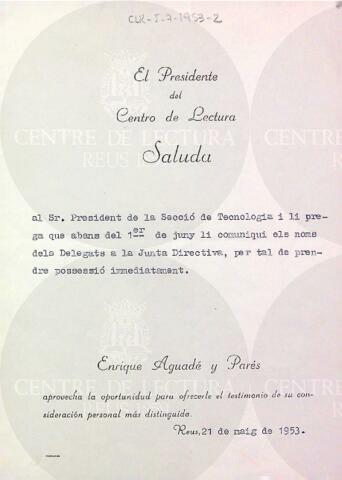 CLR-5-7-1953-2
El Presidente
del
Centro de Lectura
CENTRE DE LECTURA
REUS
Saluda
al Sr. President de la Secció de Tecnologia i li pre-
ga que abans del 1er de juny li comuniqui els noms
dels Delegats a la Junta Directiva, per tal de pren-
dre possessió immediatament.
Enrique Aguadé y Parés
CENTRE DE LECTURA
REUS
aprovecha la oportunidad para ofrecerle el testimonio de su con-
sideración personal más distinguida.
Reus, 21 de maig de 1953.